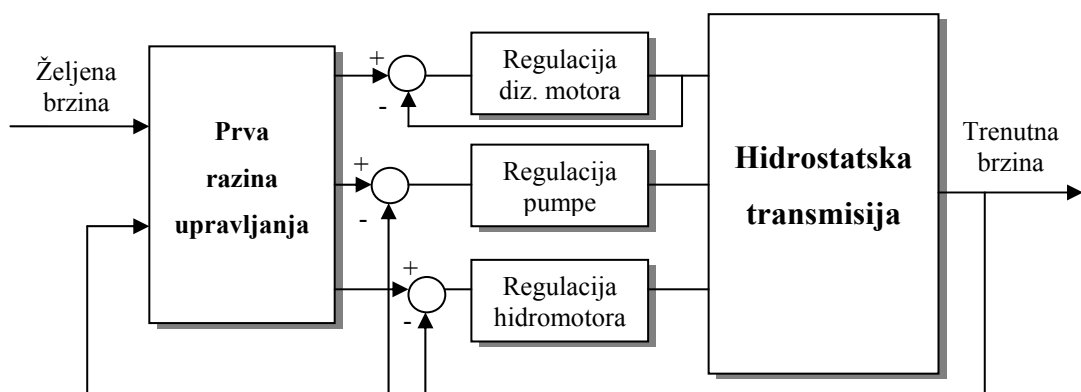 Željena
brzina
Prva
razina
upravljanja
+
-
Regulacija
diz. motora
+
-
Regulacija
pumpe
+
-
Regulacija
hidromotora
Hidrostatska
transmisija
Trenutna
brzina